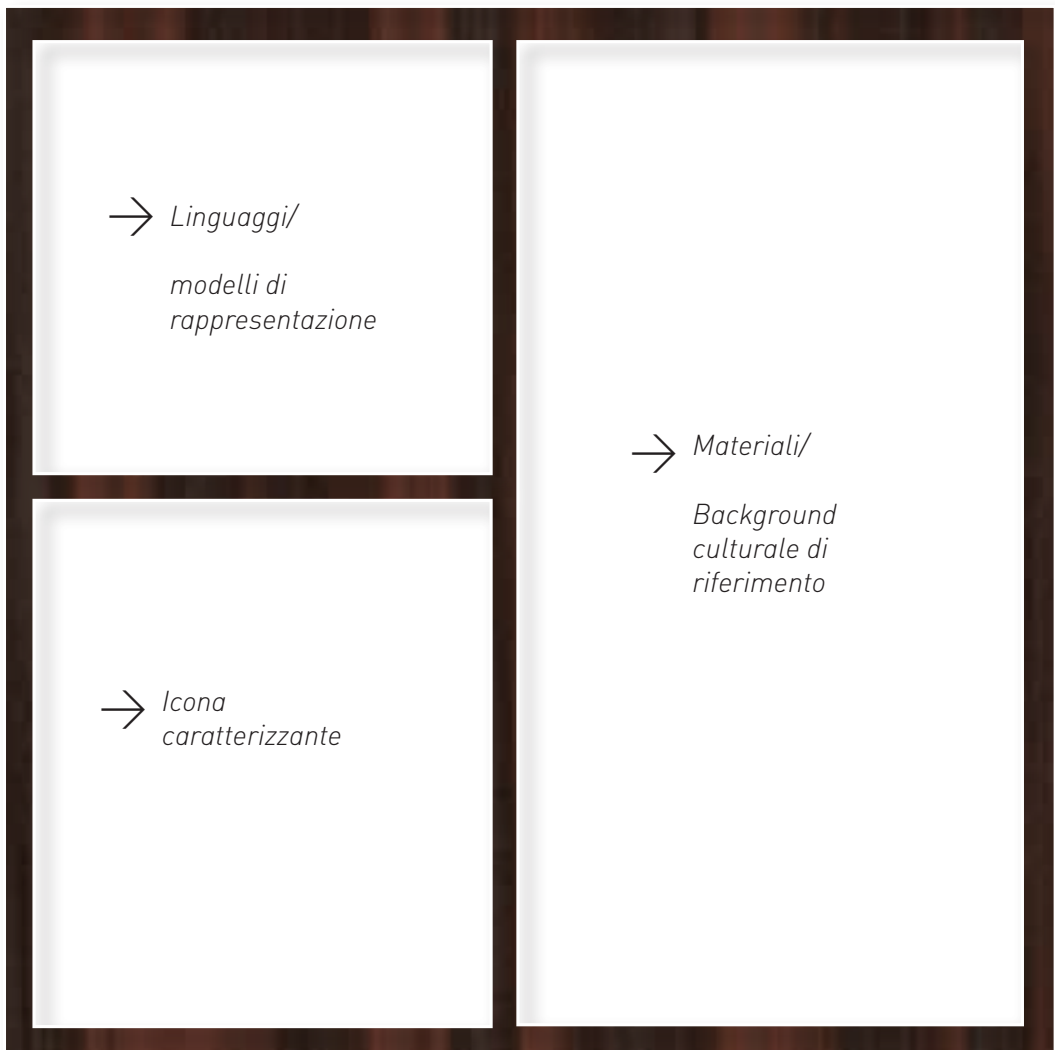 Linguaggi/
modelli di
rappresentazione
Icona
caratterizzante
Materiali/
Background
culturale di
riferimento